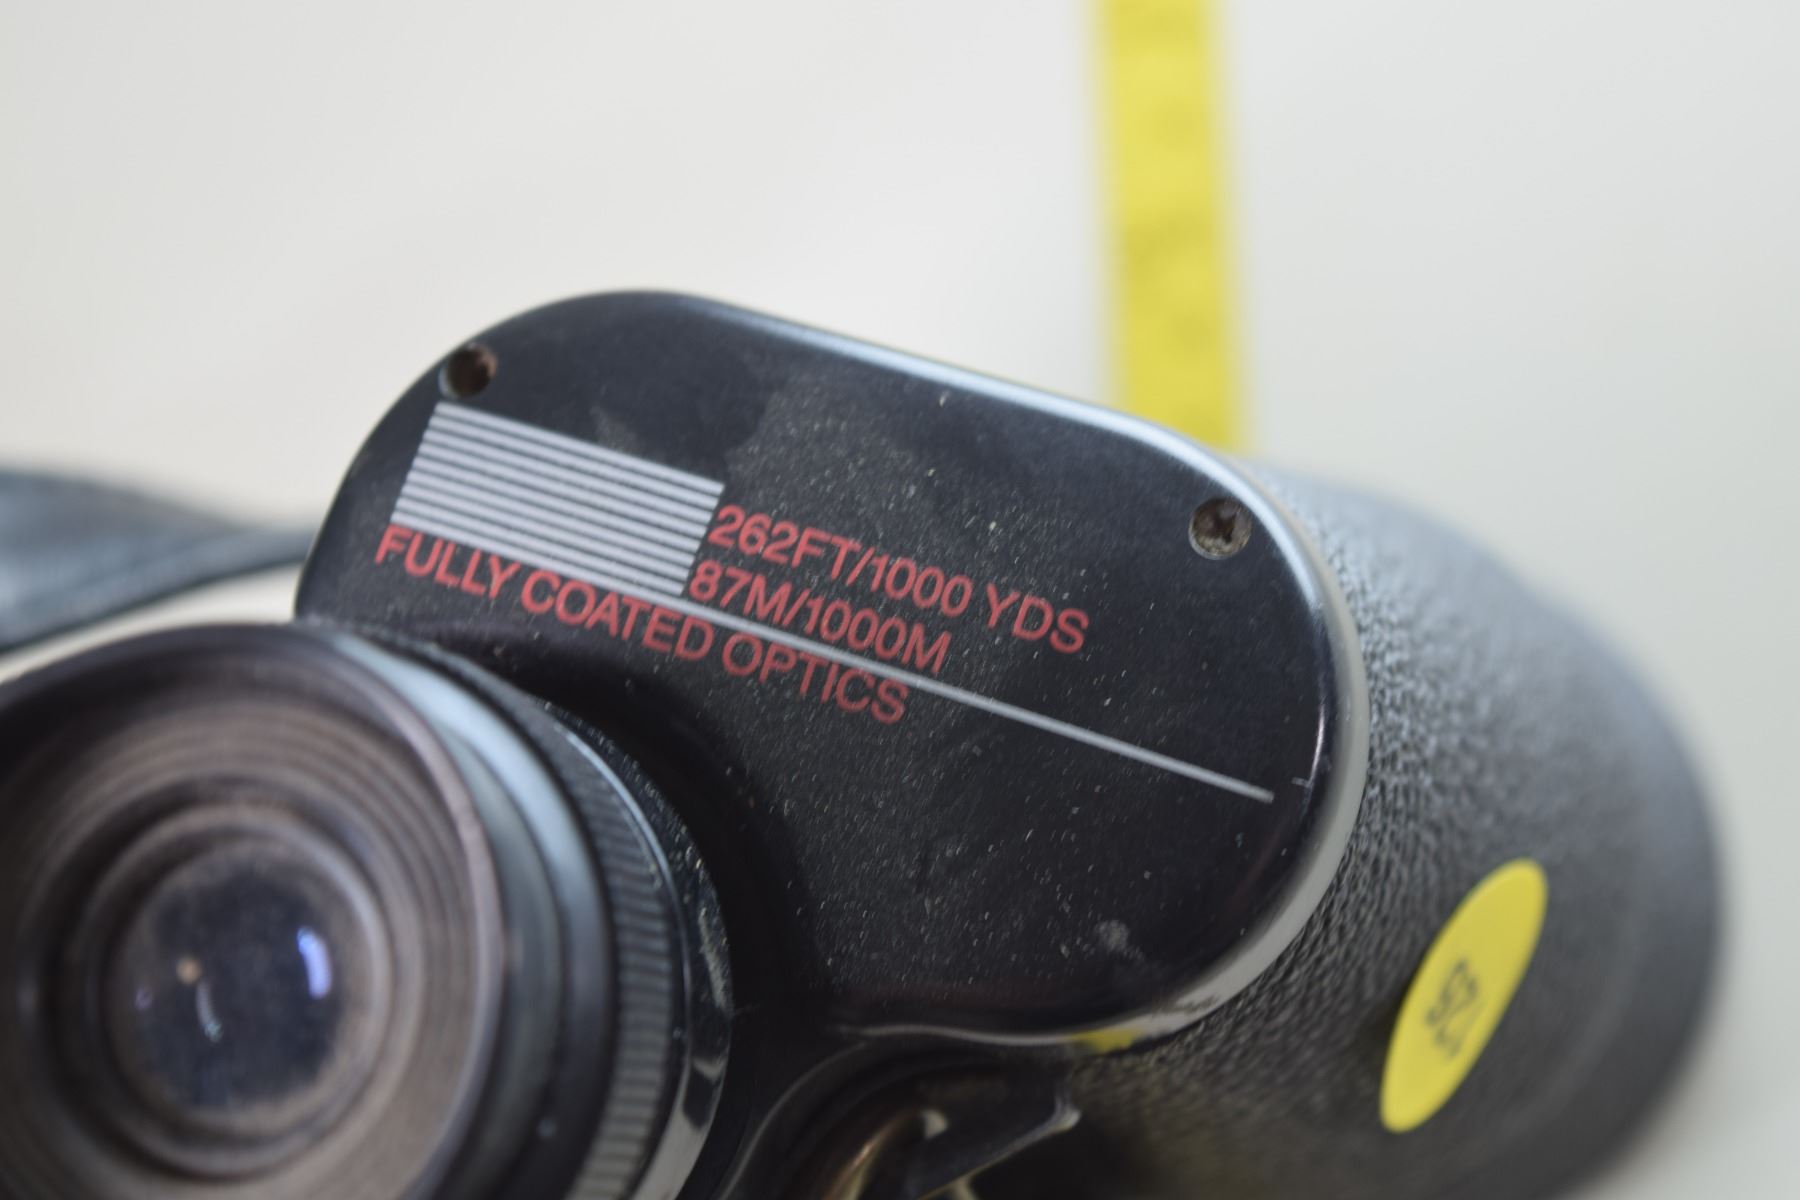 262FT/1000 YDS
87M/1000M
FULLY COATED OPTICS